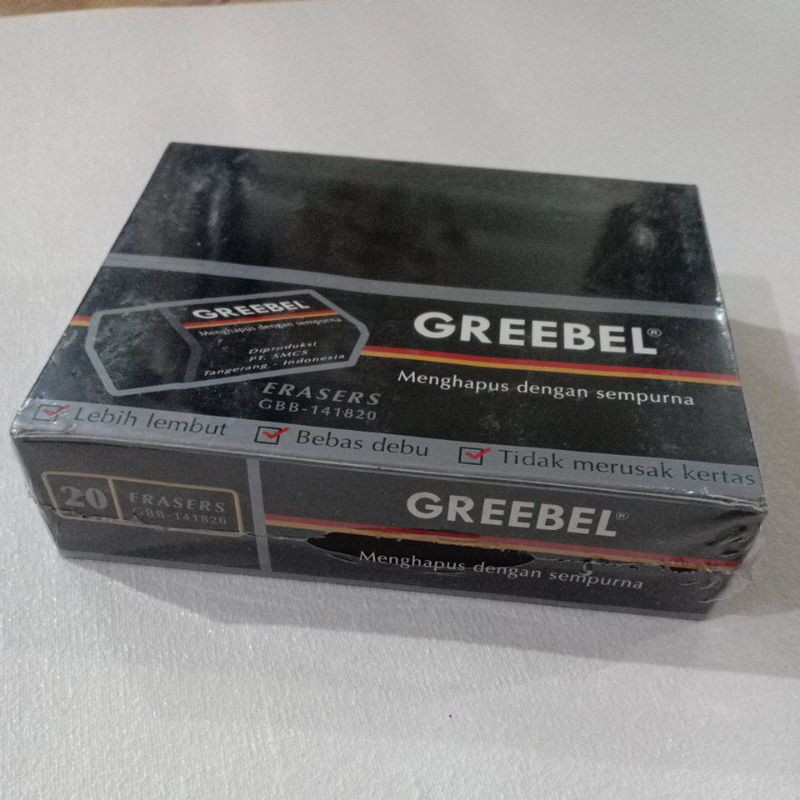 GREEBEL
Menghapus dengan sempurna
Diproduksi
PT. SMCS
Tangerang - Indonesia
ERASERS
GBB-141820
GREEBEL®
Menghapus dengan sempurna
Lebih lembut
Bebas debu
Tidak merusak kertas
20
ERASERS
GBB-141820
GREEBEL®
Menghapus dengan sempurna